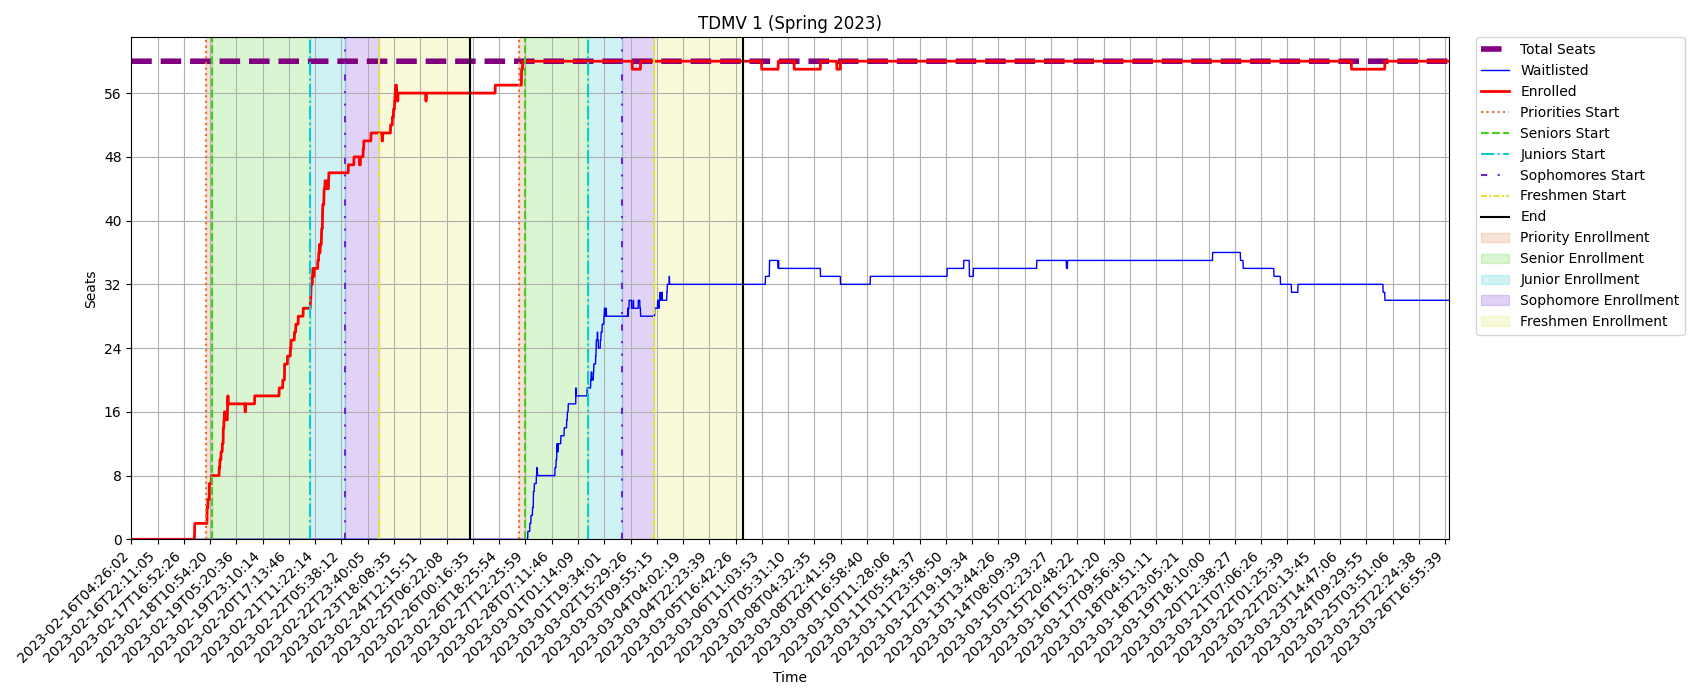 TDMV 1 (Spring 2023)
Total Seats
Waitlisted
Enrolled
Priorities Start
Seniors Start
Juniors Start
Sophomores Start
Freshmen Start
End
Priority Enrollment
Senior Enrollment
Junior Enrollment
Sophomore Enrollment
Freshmen Enrollment
Seats
56
48
40
32
24
16
8
0
2023-02-16T04:26:02
2023-02-16T22:11:05
2023-02-17T16:52:26
2023-02-18T10:54:20
2023-02-19T05:20:36
2023-02-19T23:10:14
2023-02-20T17:13:46
2023-02-21T11:22:14
2023-02-22T05:38:12
2023-02-22T23:40:05
2023-02-23T18:08:35
2023-02-24T12:15:51
2023-02-25T06:22:08
2023-02-26T00:16:35
2023-02-26T18:25:54
2023-02-27T12:25:59
2023-02-28T07:11:46
2023-03-01T01:14:09
2023-03-01T19:34:01
2023-03-02T15:29:26
2023-03-03T09:55:15
2023-03-04T04:02:19
2023-03-04T22:23:39
2023-03-05T16:42:26
2023-03-06T11:03:53
2023-03-07T05:31:10
2023-03-08T04:32:35
2023-03-08T22:41:59
2023-03-09T16:58:40
2023-03-10T11:28:06
2023-03-11T05:54:37
2023-03-11T23:58:50
2023-03-12T19:19:34
2023-03-13T13:44:26
2023-03-14T08:09:39
2023-03-15T02:23:27
2023-03-15T20:48:22
2023-03-16T15:21:20
2023-03-17T09:56:30
2023-03-18T04:51:11
2023-03-18T23:05:21
2023-03-19T18:10:00
2023-03-20T12:38:27
2023-03-21T07:06:26
2023-03-22T01:25:39
2023-03-22T20:13:45
2023-03-23T14:47:06
2023-03-24T09:29:55
2023-03-25T03:51:06
2023-03-25T22:24:38
2023-03-26T16:55:39
Time